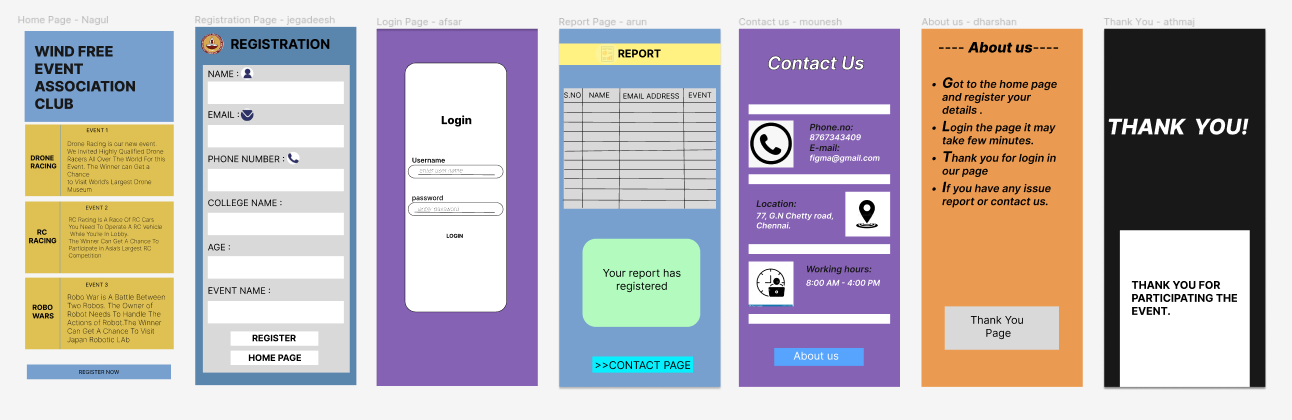 Home Page - Nagul
WIND FREE
EVENT
ASSOCIATION
CLUB
EVENT 1
DRONE
RACING
Drone Racing is our new event
We Invited Highly Qualified Drone
Racers All Over The World For this
Event. The Winner can Get a
Chance
to Visit World's Largest Drone
Museum
EVENT 2
RC
RACING
RC Racing Is A Race Of RC Cars.
You Need To Operate A RC Vehicle
While You're In Lobby.
The Winner Can Get A Chance To
Participate in Asia's Largest RC
Competition
EVENT 3
ROBO
WARS
Robo War is A Battle Between
Two Robos. The Owner of
Robot Needs To Handle The
Actions of Robot,The Winner
Can Get A Chance To Visit
Japan Robotic LAb
REGISTER NOW
Registration Page - jegadeesh
REGISTRATION
NAME :
EMAIL :
PHONE NUMBER :
COLLEGE NAME :
AGE :
EVENT NAME :
REGISTER
HOME PAGE
Login Page - afsar
Login
Username
enter user name
password
enter password
LOGIN
Report Page - arun
REPORT
S.NO NAME EMAIL ADDRESS EVENT
Your report has
registered
>>CONTACT PAGE
Contact us - mounesh
Contact Us
Phone.no:
8767343409
E-mail:
figma@gmail.com
Location:
77, G.N Chetty road,
Chennai.
Working hours:
8:00 AM - 4:00 PM
About us
About us - dharshan
---- About us----
• Got to the home page
and register your
details .
• Login the page it may
take few minutes.
• Thank you for login in
our page
• If you have any issue
report or contact us.
Thank You
Page
Thank You - athmaj
THANK YOU!
THANK YOU FOR
PARTICIPATING THE
EVENT.